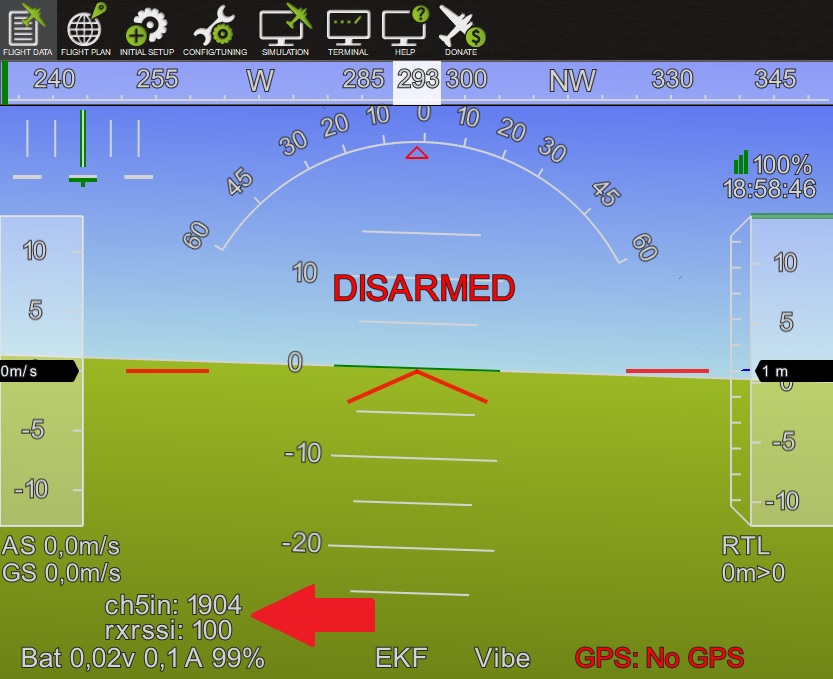 FLIGHT DATA FLIGHT PLAN INITIAL SETUP CONFIG/TUNING SIMULATION TERMINAL HELP DONATE
240 255 W 285 293 300 NW 330 345
60 45 30 20 10 0 10 20 30 45 60
100%
18:58:46
10 10 10
DISARMED
5 5
0m/s 0 1 m
0
-5 -10 -5
-10 -20 -10
AS 0,0m/s RTL
GS 0,0m/s 0m>0
ch5in: 1904
rxrssi: 100
Bat 0,02v 0,1 A 99% EKF Vibe GPS: No GPS